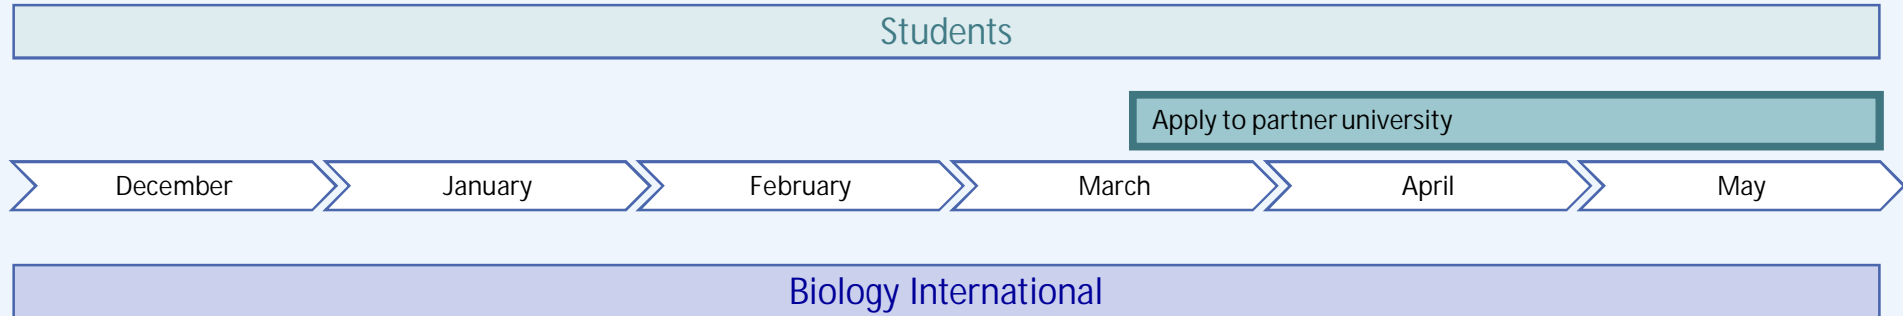 Students
Apply to partner university
December January February March April May
Biology International